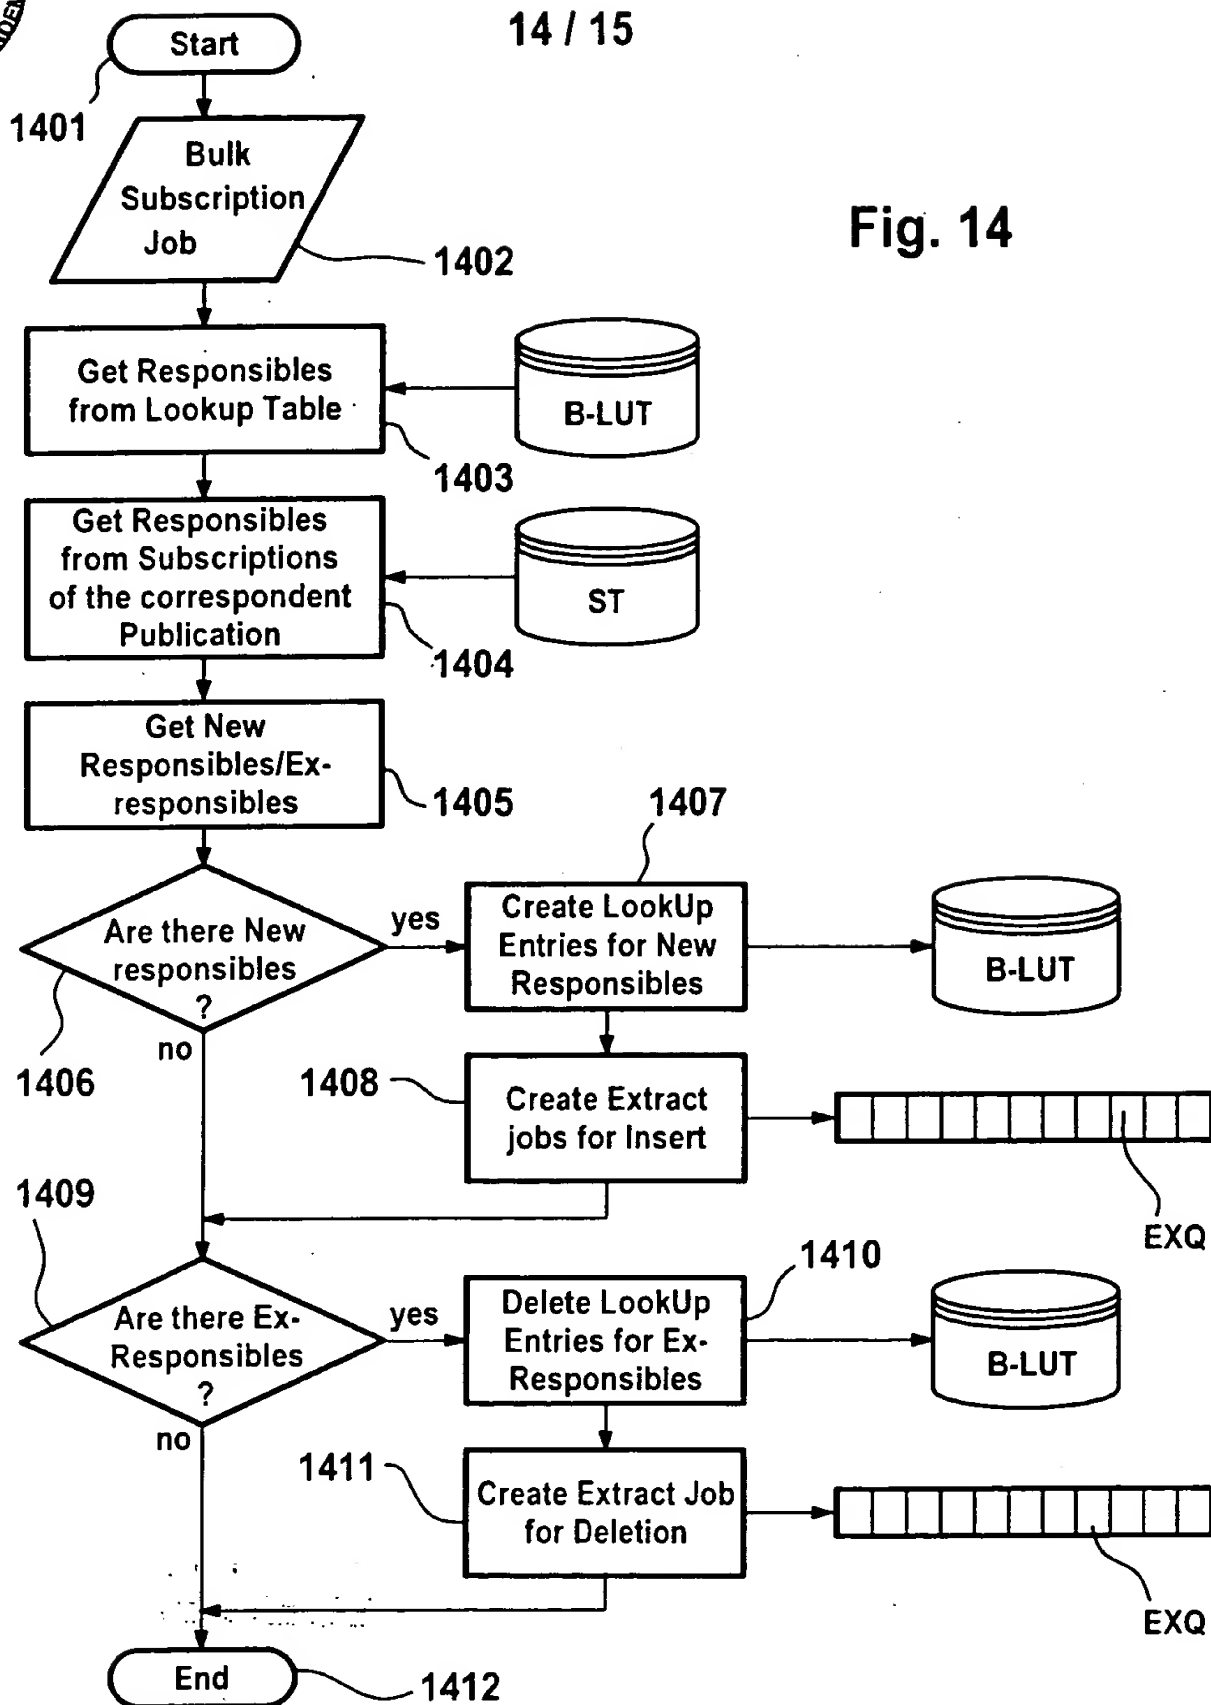 14 / 15
Start
1401
Bulk
Subscription
Job
Fig. 14
1402
Get Responsibles
from Lookup Table
B-LUT
1403
Get Responsibles
from Subscriptions
of the correspondent
Publication
ST
1404
Get New
Responsibles/Ex-
responsibles
1405
1407
Are there New
responsibles
?
yes
Create LookUp
Entries for New
Responsibles
B-LUT
no
1406
1408
Create Extract
jobs for Insert
EXQ
1409
Are there Ex-
Responsibles
?
yes
1410
Delete LookUp
Entries for Ex-
Responsibles
B-LUT
no
1411
Create Extract Job
for Deletion
EXQ
End
1412